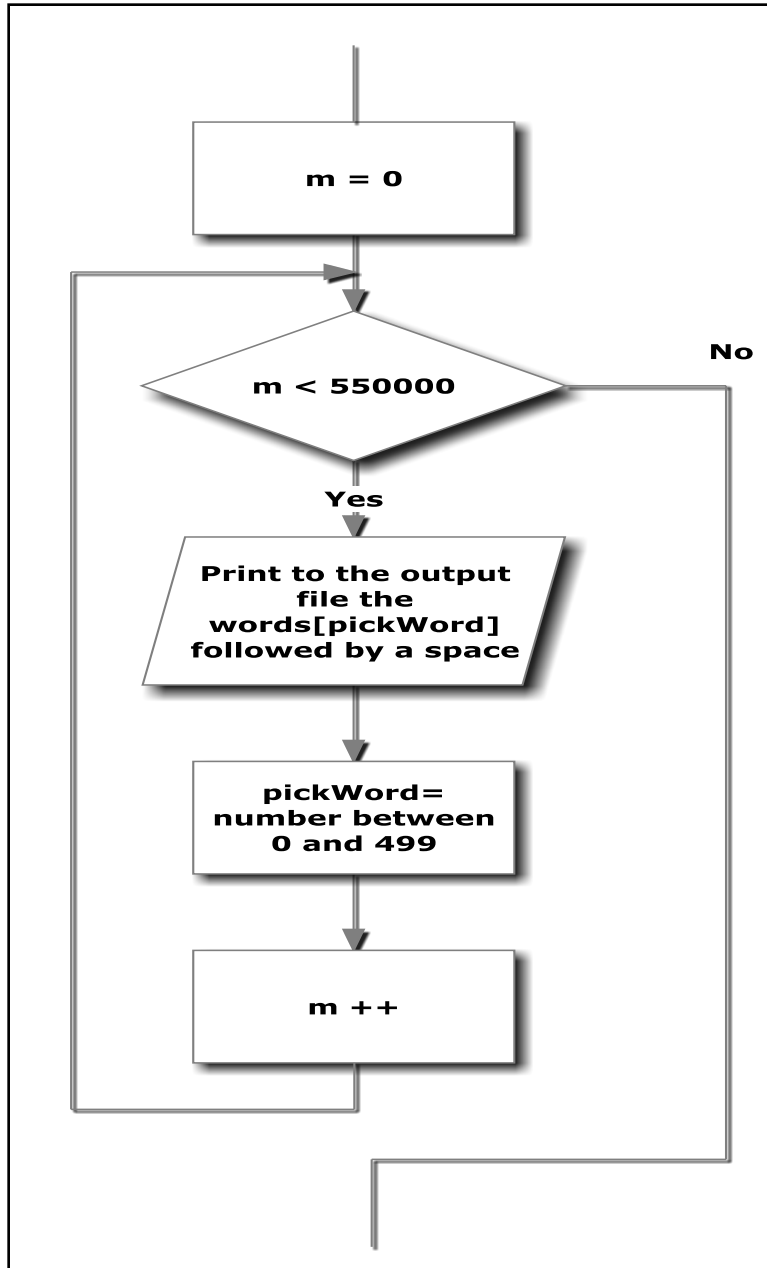 m = 0
No
m < 550000
Yes
Print to the output
file the
words[pickWord]
followed by a space
pickWord=
number between
0 and 499
m ++